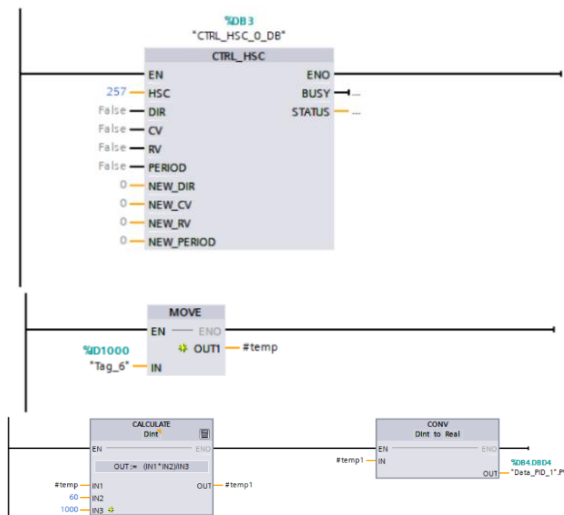 %DB3
"CTRL_HSC_0_DB"
CTRL_HSC
EN ENO
257 HSC BUSY ...
False DIR STATUS ...
False CV
False RV
False PERIOD
0 NEW_DIR
0 NEW_CV
0 NEW_RV
0 NEW_PERIOD
MOVE
EN ENO
%ID1000 OUT1 #temp
"Tag_6" IN
CALCULATE CONV
Dint Dint to Real
EN ENO EN ENO
OUT := (IN1*IN2)/IN3 #temp1 IN
%DB4.DBD4
#temp IN1 OUT #temp1 OUT "Data_PID_1".P
60 IN2
1000 IN3